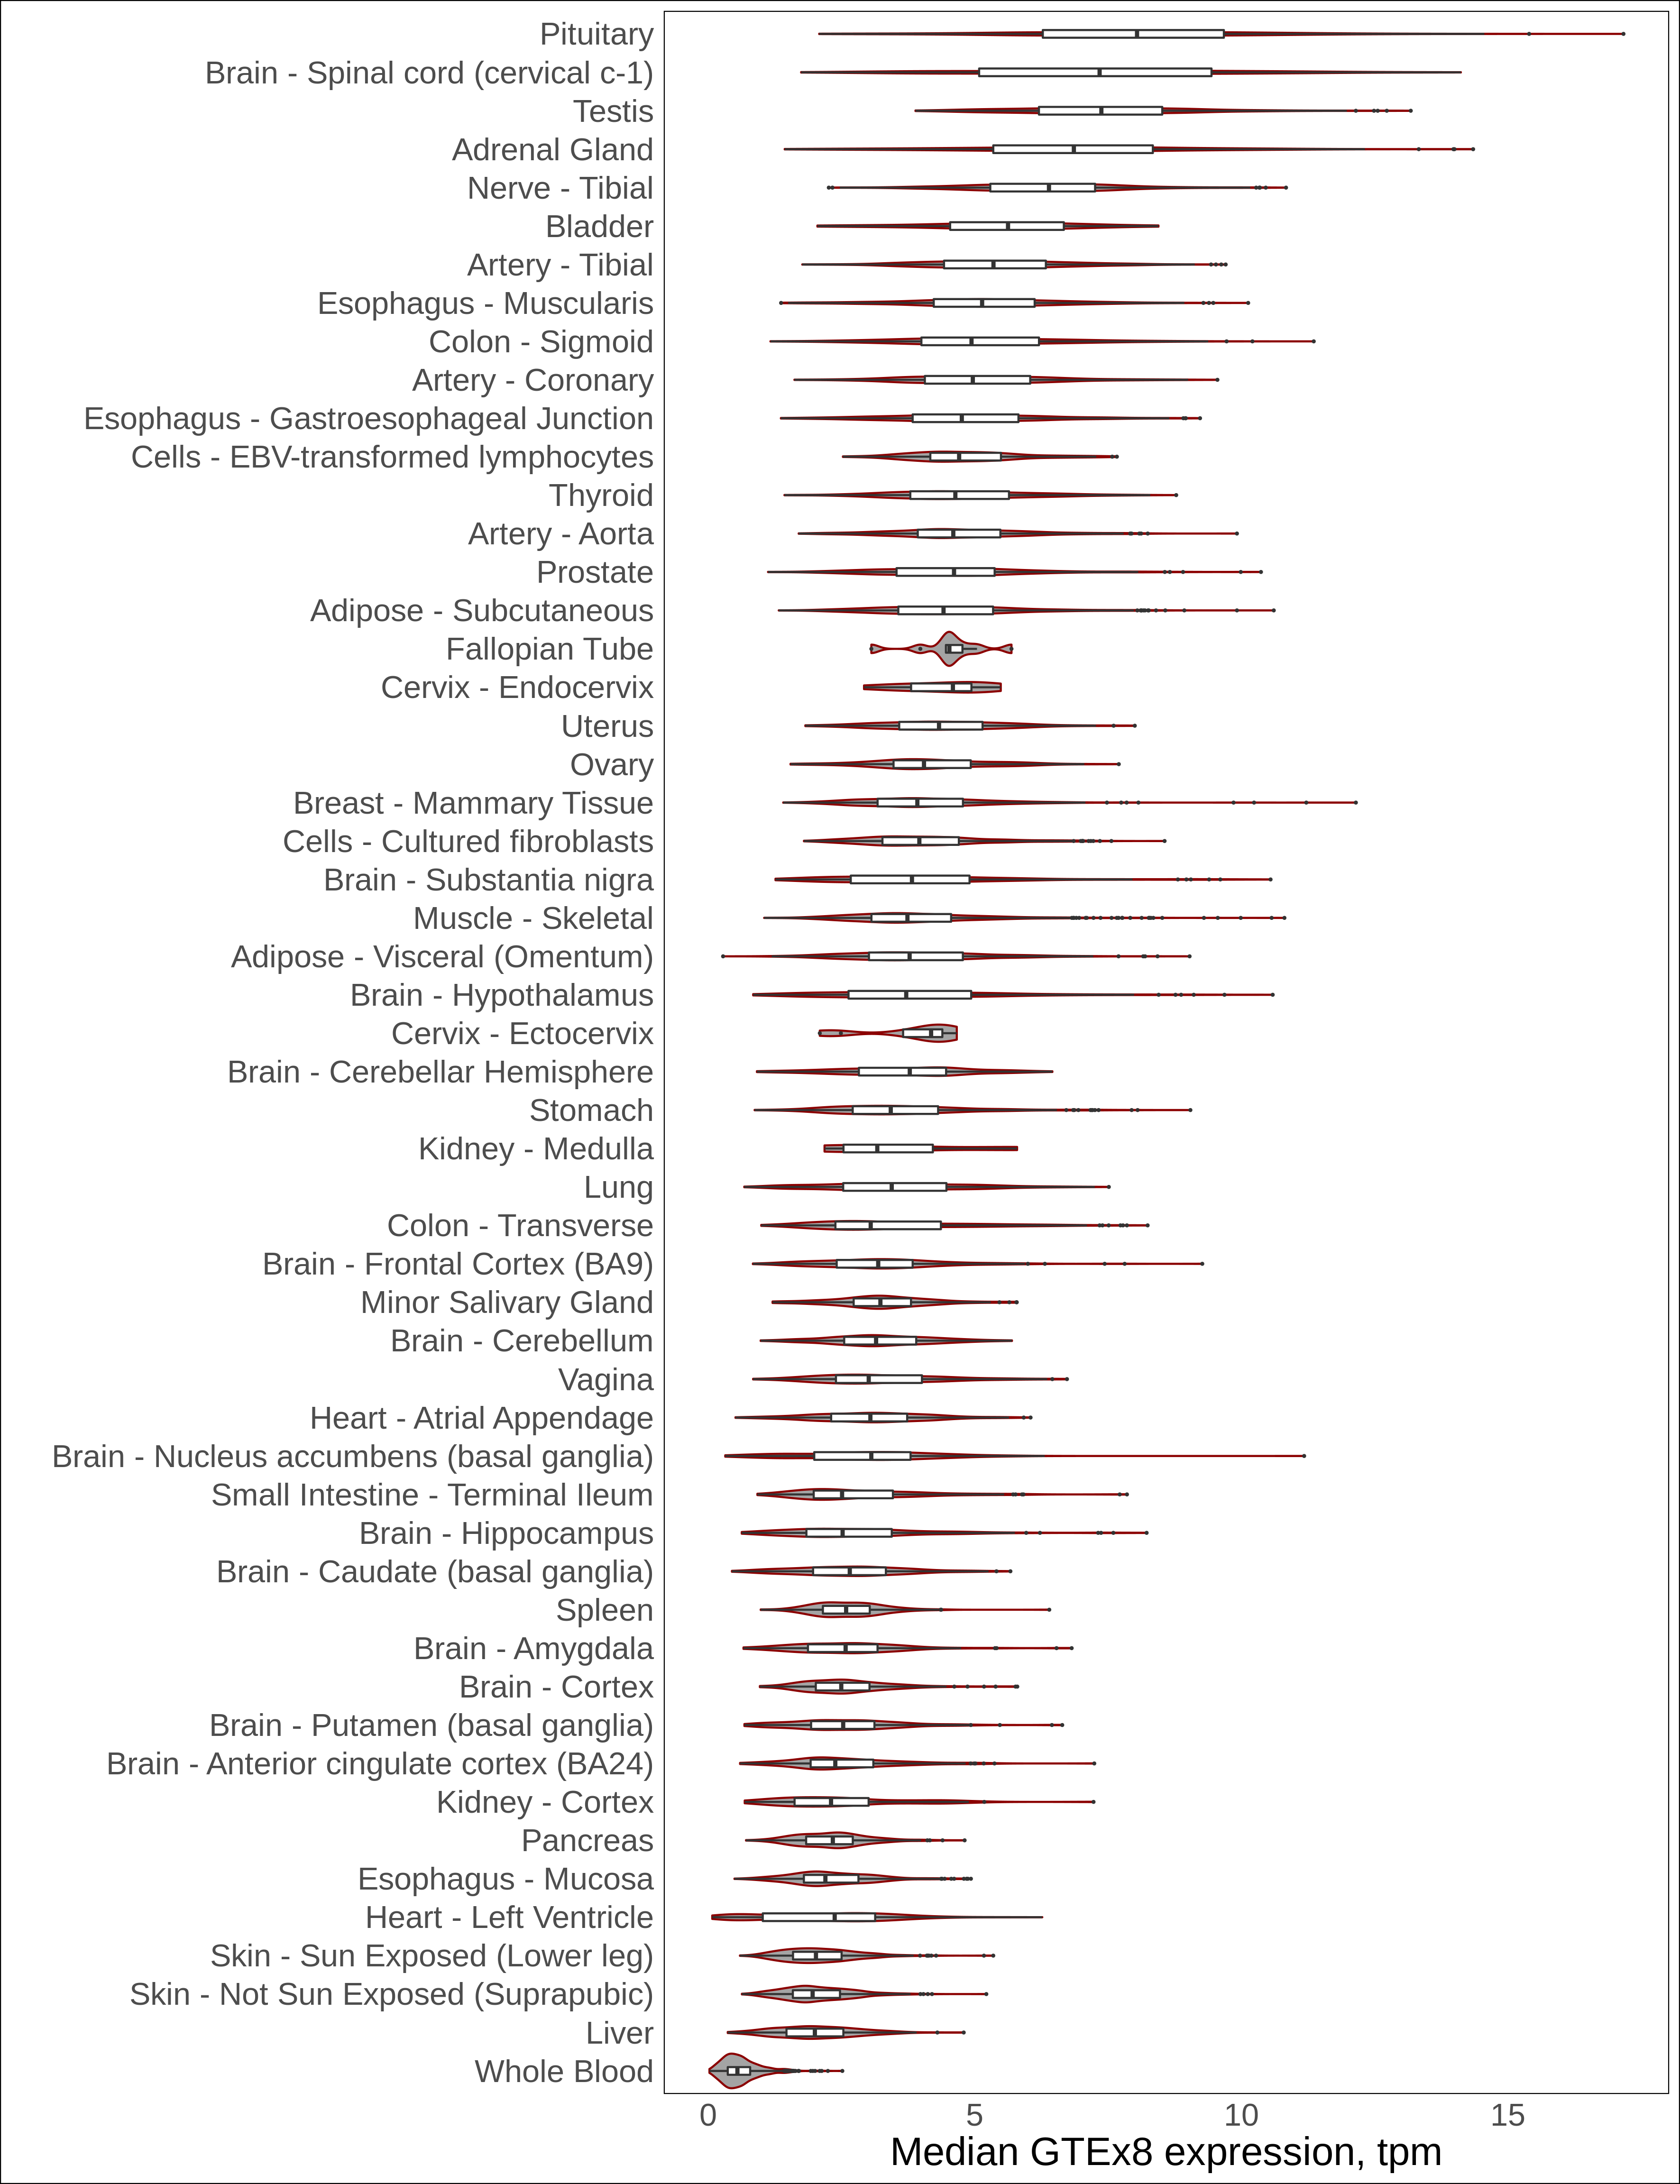 Pituitary
Brain - Spinal cord (cervical c-1)
Testis
Adrenal Gland
Nerve - Tibial
Bladder
Artery - Tibial
Esophagus - Muscularis
Colon - Sigmoid
Artery - Coronary
Esophagus - Gastroesophageal Junction
Cells - EBV-transformed lymphocytes
Thyroid
Artery - Aorta
Prostate
Adipose - Subcutaneous
Fallopian Tube
Cervix - Endocervix
Uterus
Ovary
Breast - Mammary Tissue
Cells - Cultured fibroblasts
Brain - Substantia nigra
Muscle - Skeletal
Adipose - Visceral (Omentum)
Brain - Hypothalamus
Cervix - Ectocervix
Brain - Cerebellar Hemisphere
Stomach
Kidney - Medulla
Lung
Colon - Transverse
Brain - Frontal Cortex (BA9)
Minor Salivary Gland
Brain - Cerebellum
Vagina
Heart - Atrial Appendage
Brain - Nucleus accumbens (basal ganglia)
Small Intestine - Terminal Ileum
Brain - Hippocampus
Brain - Caudate (basal ganglia)
Spleen
Brain - Amygdala
Brain - Cortex
Brain - Putamen (basal ganglia)
Brain - Anterior cingulate cortex (BA24)
Kidney - Cortex
Pancreas
Esophagus - Mucosa
Heart - Left Ventricle
Skin - Sun Exposed (Lower leg)
Skin - Not Sun Exposed (Suprapubic)
Liver
Whole Blood
0 5 10 15
Median GTEx8 expression, tpm